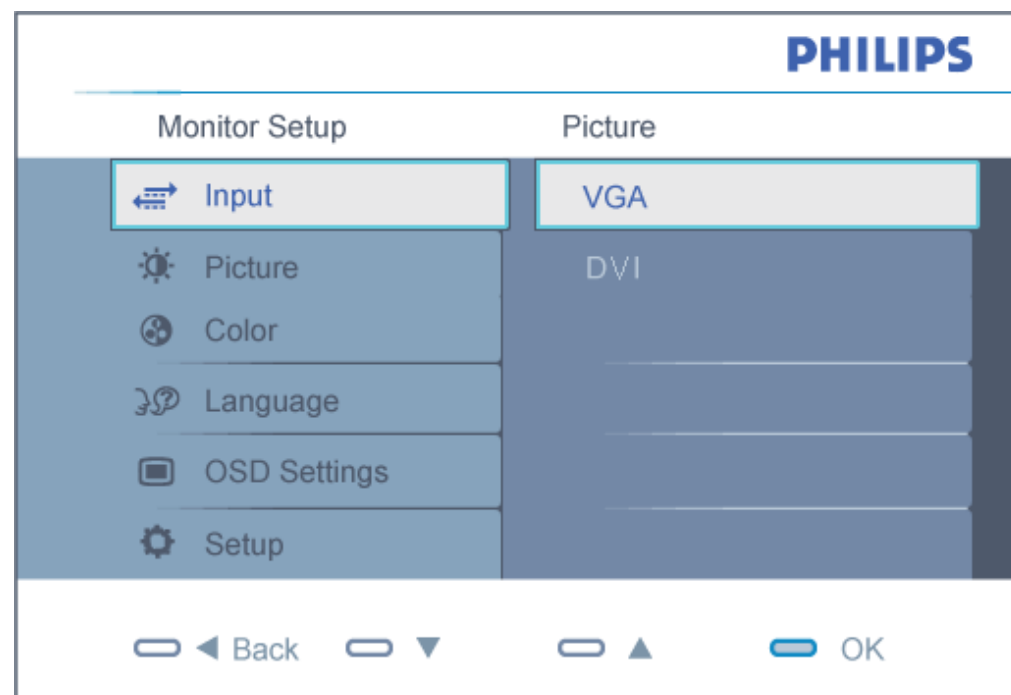 PHILIPS
Monitor Setup Picture
Input VGA
Picture DVI
Color
Language
OSD Settings
Setup
Back OK